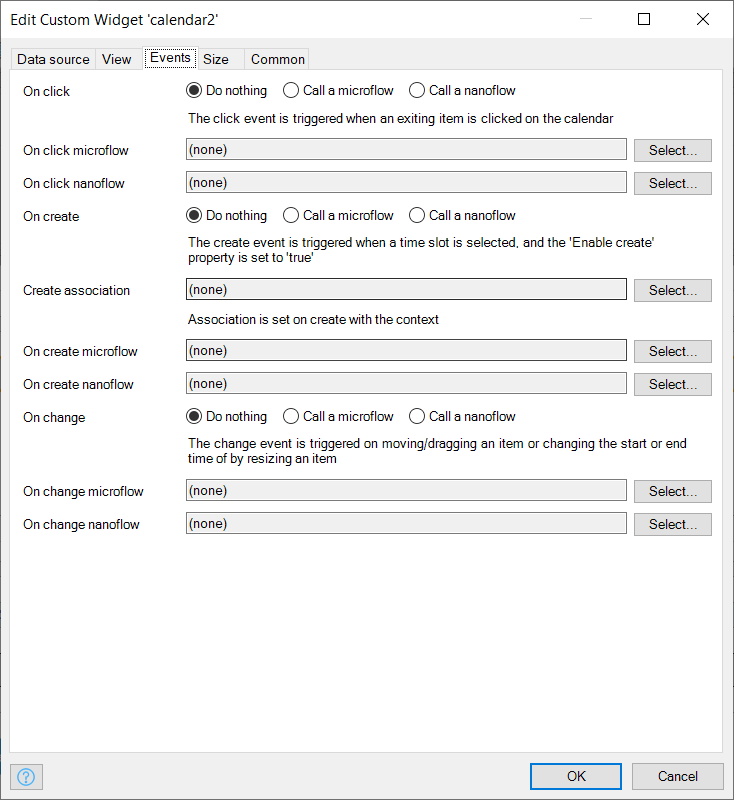 Edit Custom Widget 'calendar2'
Data source View Events Size Common
On click Do nothing Call a microflow Call a nanoflow
The click event is triggered when an exiting item is clicked on the calendar
On click microflow (none) Select...
On click nanoflow (none) Select...
On create Do nothing Call a microflow Call a nanoflow
The create event is triggered when a time slot is selected, and the 'Enable create'
property is set to 'true'
Create association (none) Select...
Association is set on create with the context
On create microflow (none) Select...
On create nanoflow (none) Select...
On change Do nothing Call a microflow Call a nanoflow
The change event is triggered on moving/dragging an item or changing the start or end
time of by resizing an item
On change microflow (none) Select...
On change nanoflow (none) Select...
? OK Cancel